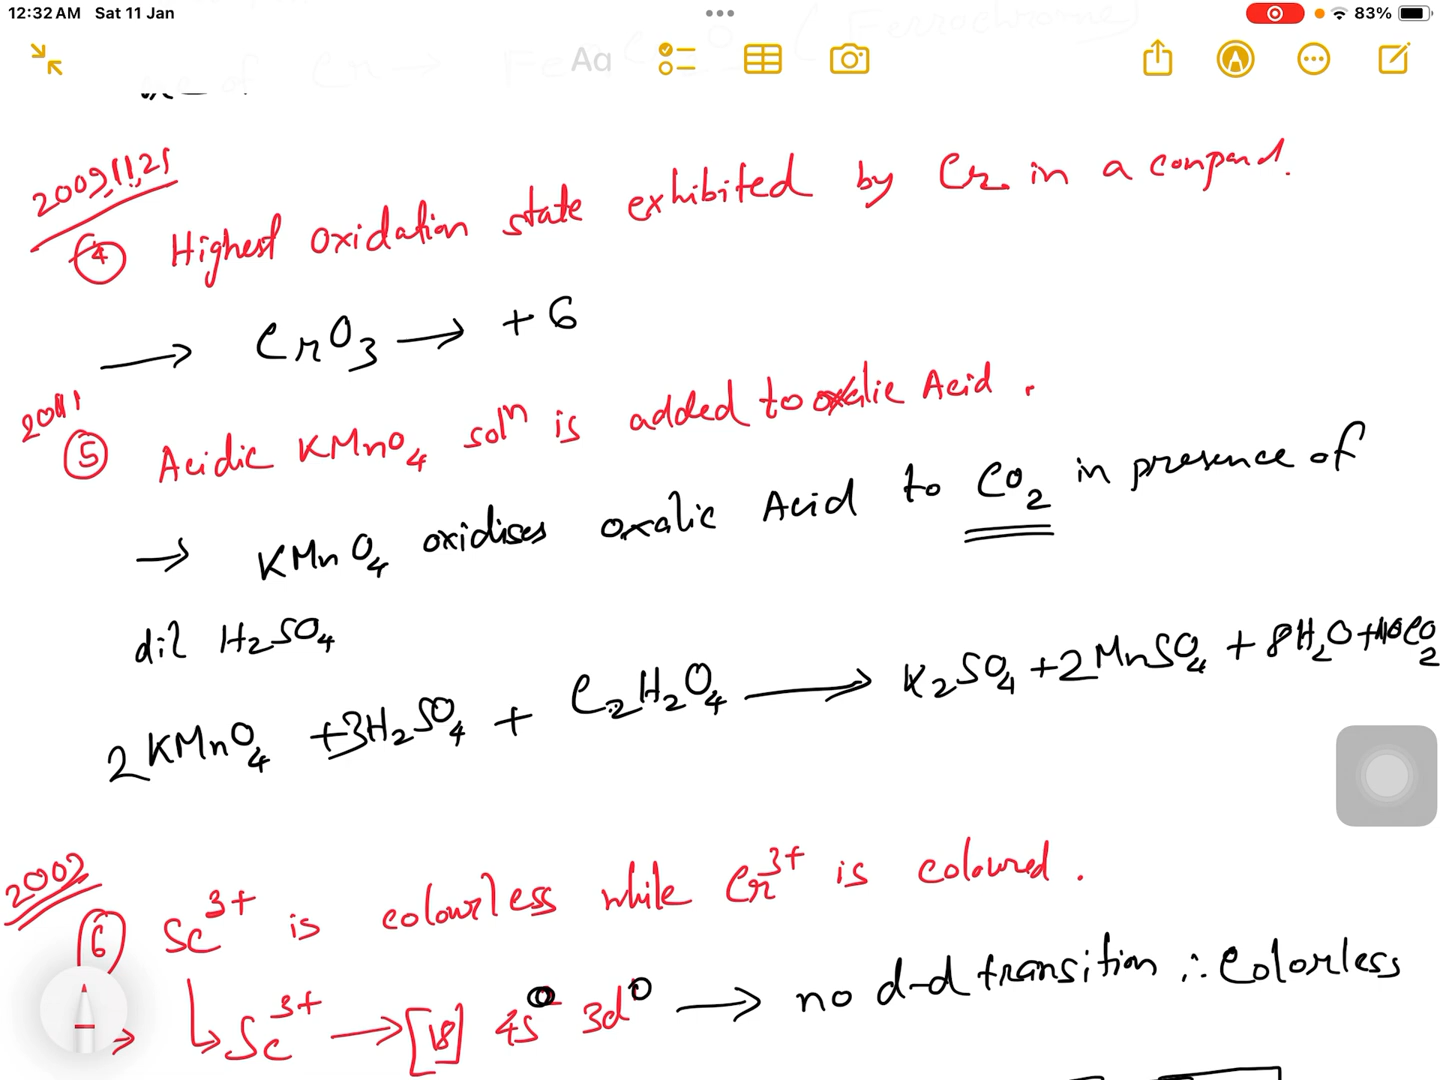 12:32 AM Sat 11 Jan
83%
Aa
2009,11,21
④ Highest oxidation state exhibited by Cr in a
→ CrO3 → +6
2011
⑤ Acidic KMnO4 solⁿ is added to oxalic Acid .
→ KMnO4 oxidises oxalic Acid to CO2 in presence of
dil H2SO4
2KMnO4 + 3H2SO4 + C2H2O4 → K2SO4 + 2MnSO4 + 8H2O + 10CO2
2002
⑥ Sc³⁺ is colourless while Cr³⁺ is coloured .
↳ Sc³⁺ → [18] 4s⁰ 3d⁰ → no d-d transition ∴ Colorless